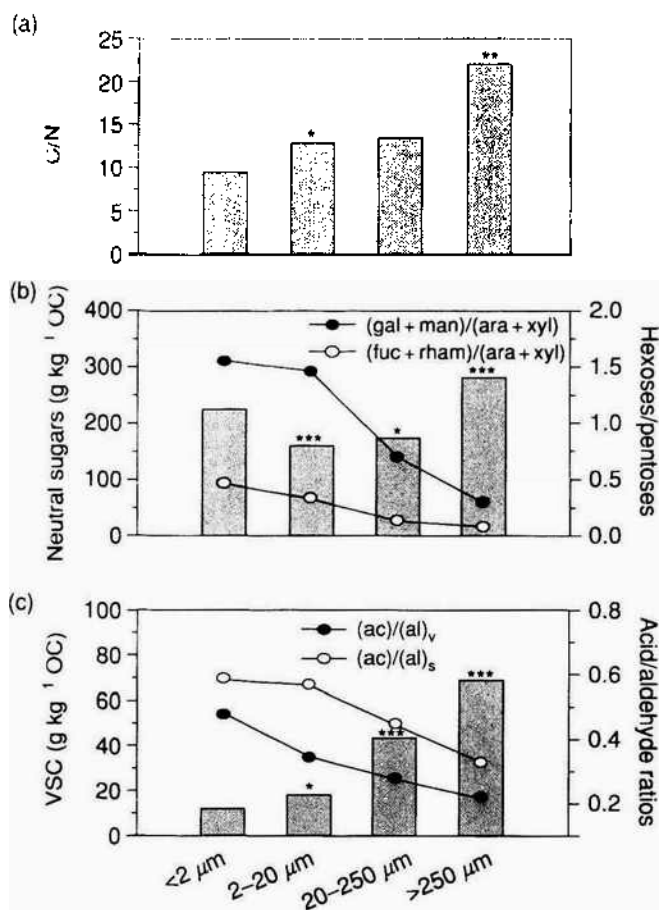 (a)
25
20
15
10
5
0
C/N
*
**
(b)
400
300
200
100
0
Neutral sugars (g kg ¹ OC)
(gal + man)/(ara + xyl)
(fuc + rham)/(ara + xyl)
***
*
***
2.0
1.5
1.0
0.5
0.0
Hexoses/pentoses
(c)
100
80
60
40
20
0
VSC (g kg ¹ OC)
(ac)/(al)v
(ac)/(al)s
*
***
***
0.8
0.6
0.4
0.2
Acid/aldehyde ratios
<2 μm
2–20 μm
20–250 μm
>250 μm